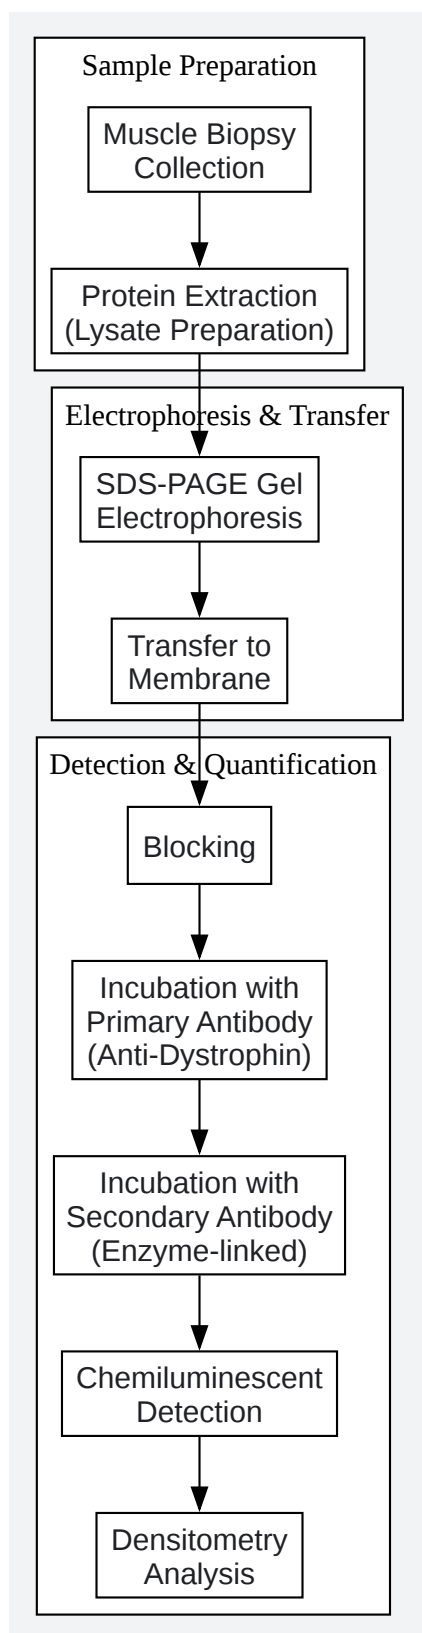 Sample Preparation
Muscle Biopsy
Collection
Protein Extraction
(Lysate Preparation)
Electrophoresis & Transfer
SDS-PAGE Gel
Electrophoresis
Transfer to
Membrane
Detection & Quantification
Blocking
Incubation with
Primary Antibody
(Anti-Dystrophin)
Incubation with
Secondary Antibody
(Enzyme-linked)
Chemiluminescent
Detection
Densitometry
Analysis